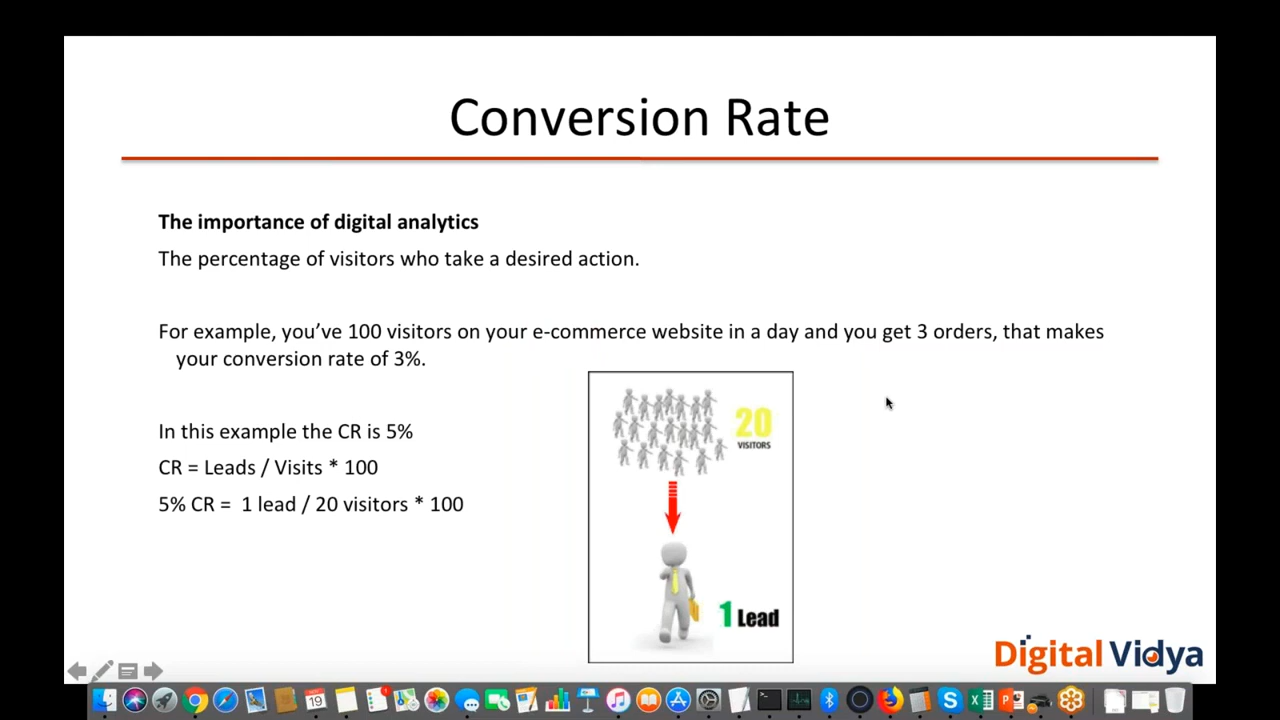 Conversion Rate
The importance of digital analytics
The percentage of visitors who take a desired action.
For example, you've 100 visitors on your e-commerce website in a day and you get 3 orders, that makes
your conversion rate of 3%.
In this example the CR is 5%
CR = Leads / Visits * 100
5% CR = 1 lead / 20 visitors * 100
20
VISITORS
1 Lead
Digital Vidya
19